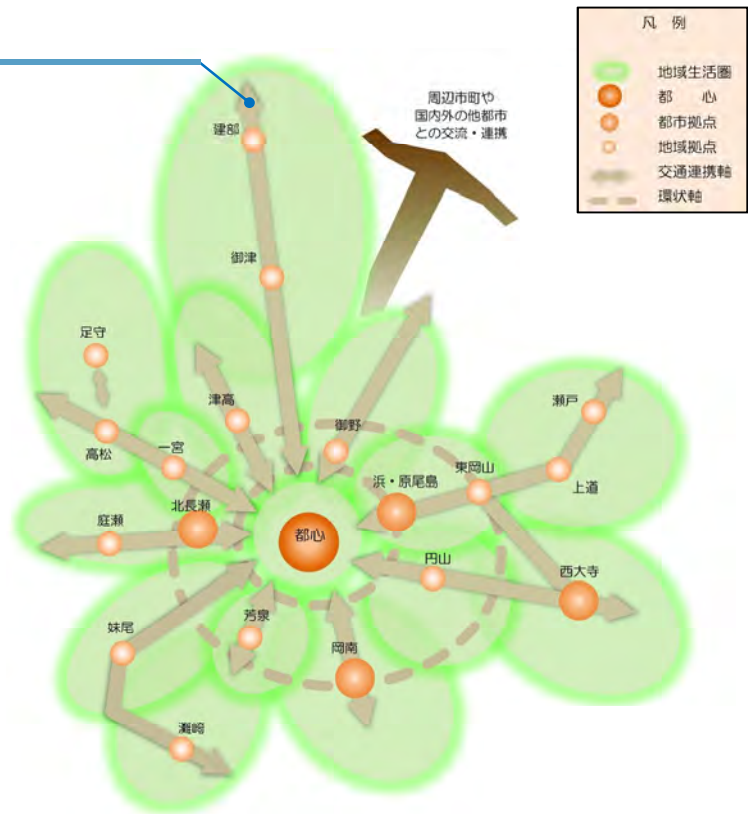 凡 例
地域生活圏
都 心
都市拠点
地域拠点
交通連携軸
環状軸
周辺市町や
国内外の他都市
との交流・連携
建部
御津
足守
津高
御野
瀬戸
高松
一宮
浜・原尾島
東岡山
上道
北長瀬
庭瀬
都心
円山
西大寺
芳泉
妹尾
岡南
灘崎